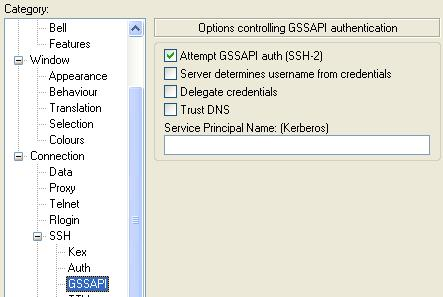 Category:
Bell
Features
Window
Appearance
Behaviour
Translation
Selection
Colours
Connection
Data
Proxy
Telnet
Rlogin
SSH
Kex
Auth
GSSAPI
Options controlling GSSAPI authentication
Attempt GSSAPI auth (SSH-2)
Server determines username from credentials
Delegate credentials
Trust DNS
Service Principal Name: (Kerberos)